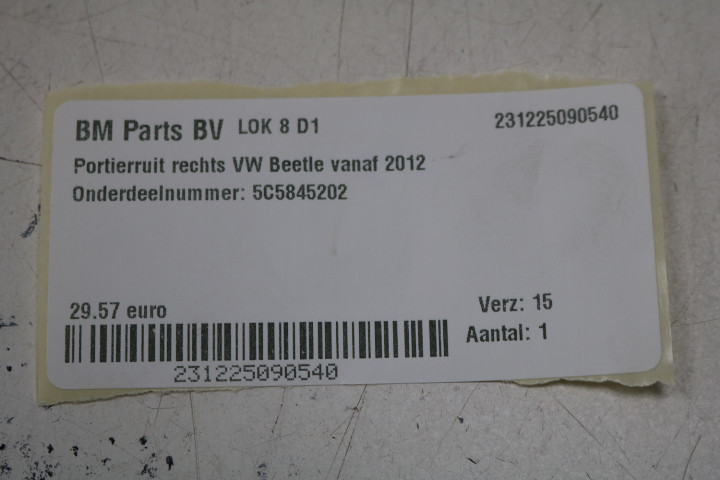 BM Parts BV LOK 8 D1 231225090540
Portierruit rechts VW Beetle vanaf 2012
Onderdeelnummer: 5C5845202
29.57 euro Verz: 15
Aantal: 1
231225090540